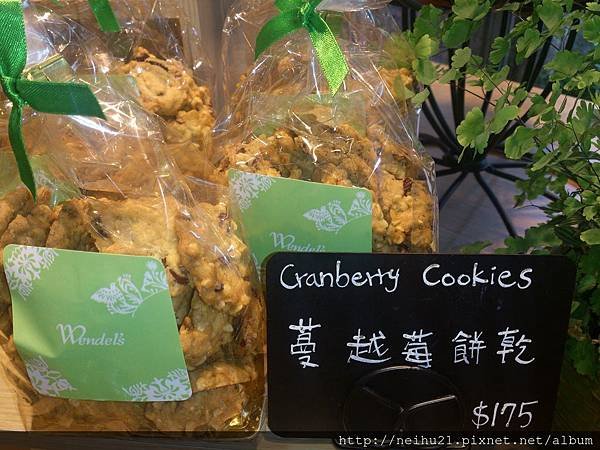 Wendel's
Wendel's
Cranberry Cookies
蔓越莓餅乾
$175
http://neihu21.pixnet.net/album